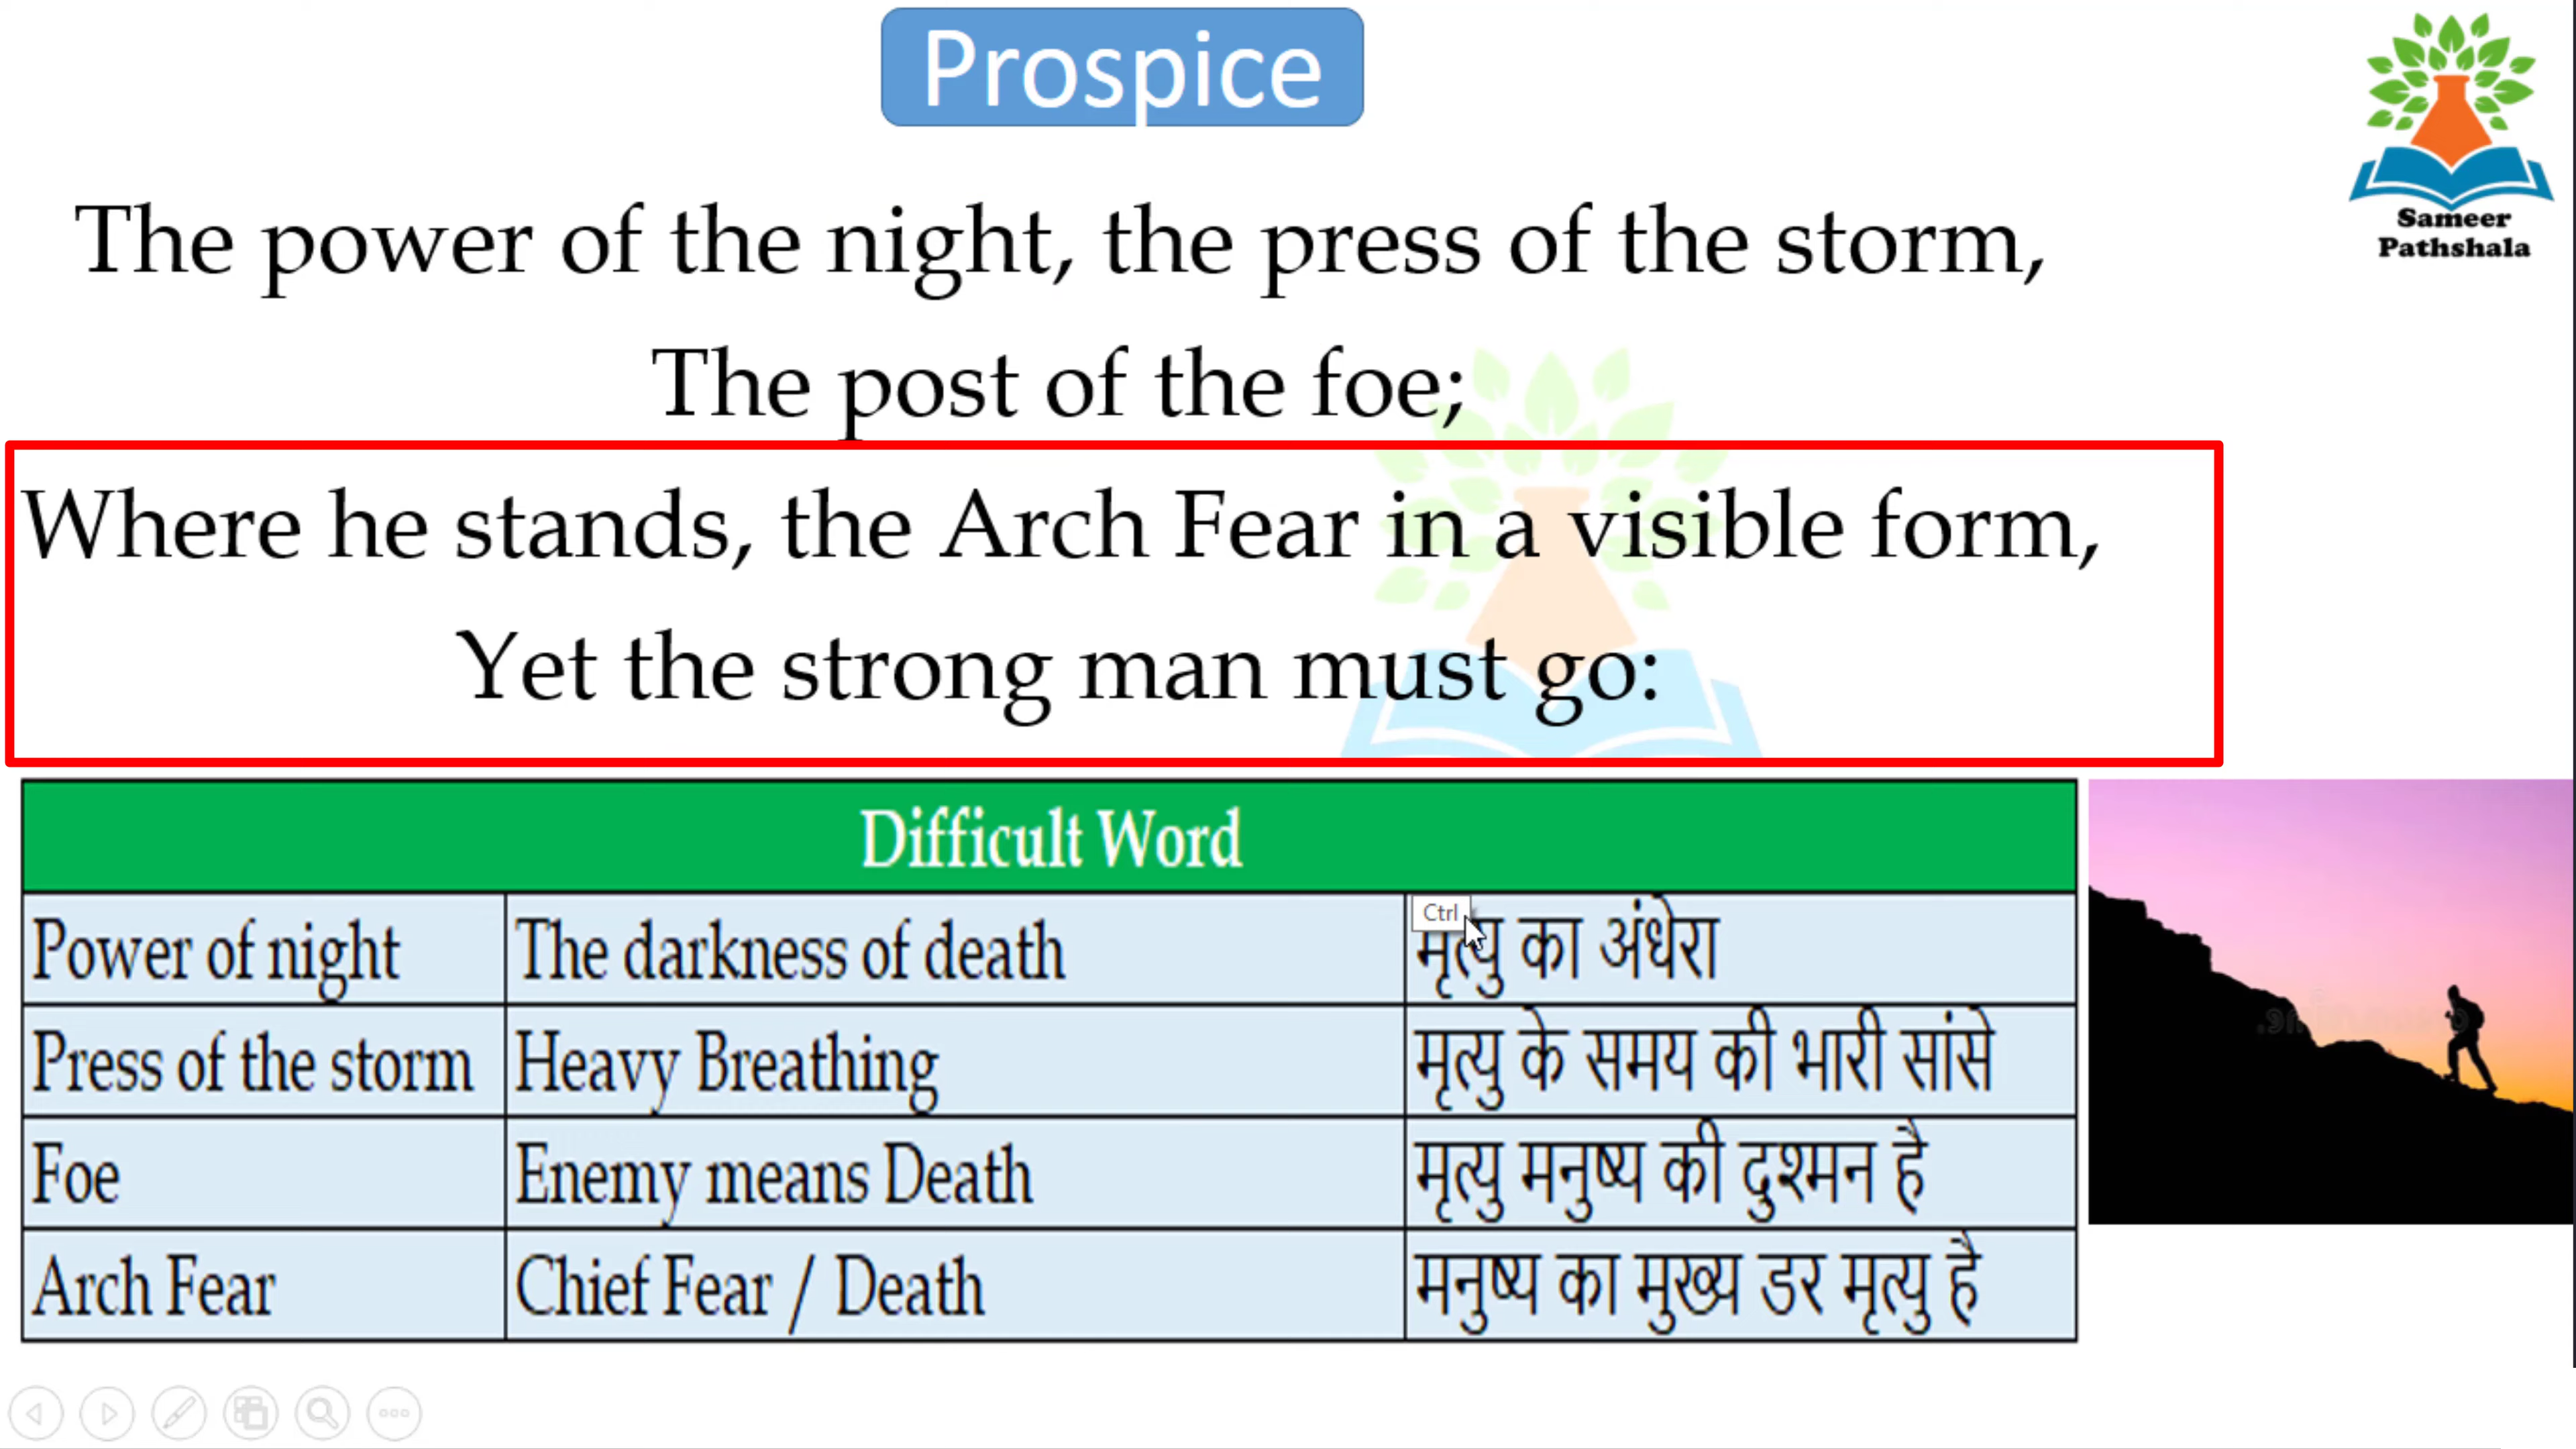 Prospice
Sameer
Pathshala
The power of the night, the press of the storm,
The post of the foe;
Where he stands, the Arch Fear in a visible form,
Yet the strong man must go:
Difficult Word
Power of night The darkness of death मृत्यु का अंधेरा
Ctrl
Press of the storm Heavy Breathing मृत्यु के समय की भारी सांसे
Foe Enemy means Death मृत्यु मनुष्य की दुश्मन है
Arch Fear Chief Fear / Death मनुष्य का मुख्य डर मृत्यु है